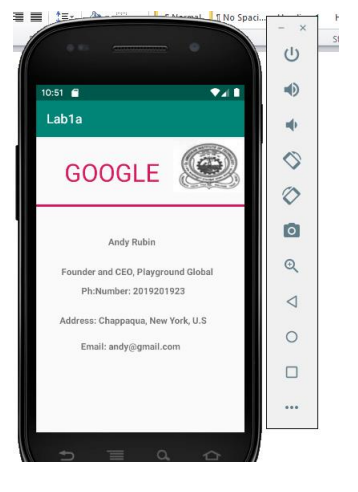 ¶ Normal ¶ No Spaci...
10:51
Lab1a
GOOGLE
Andy Rubin
Founder and CEO, Playground Global
Ph:Number: 2019201923
Address: Chappaqua, New York, U.S
Email: andy@gmail.com